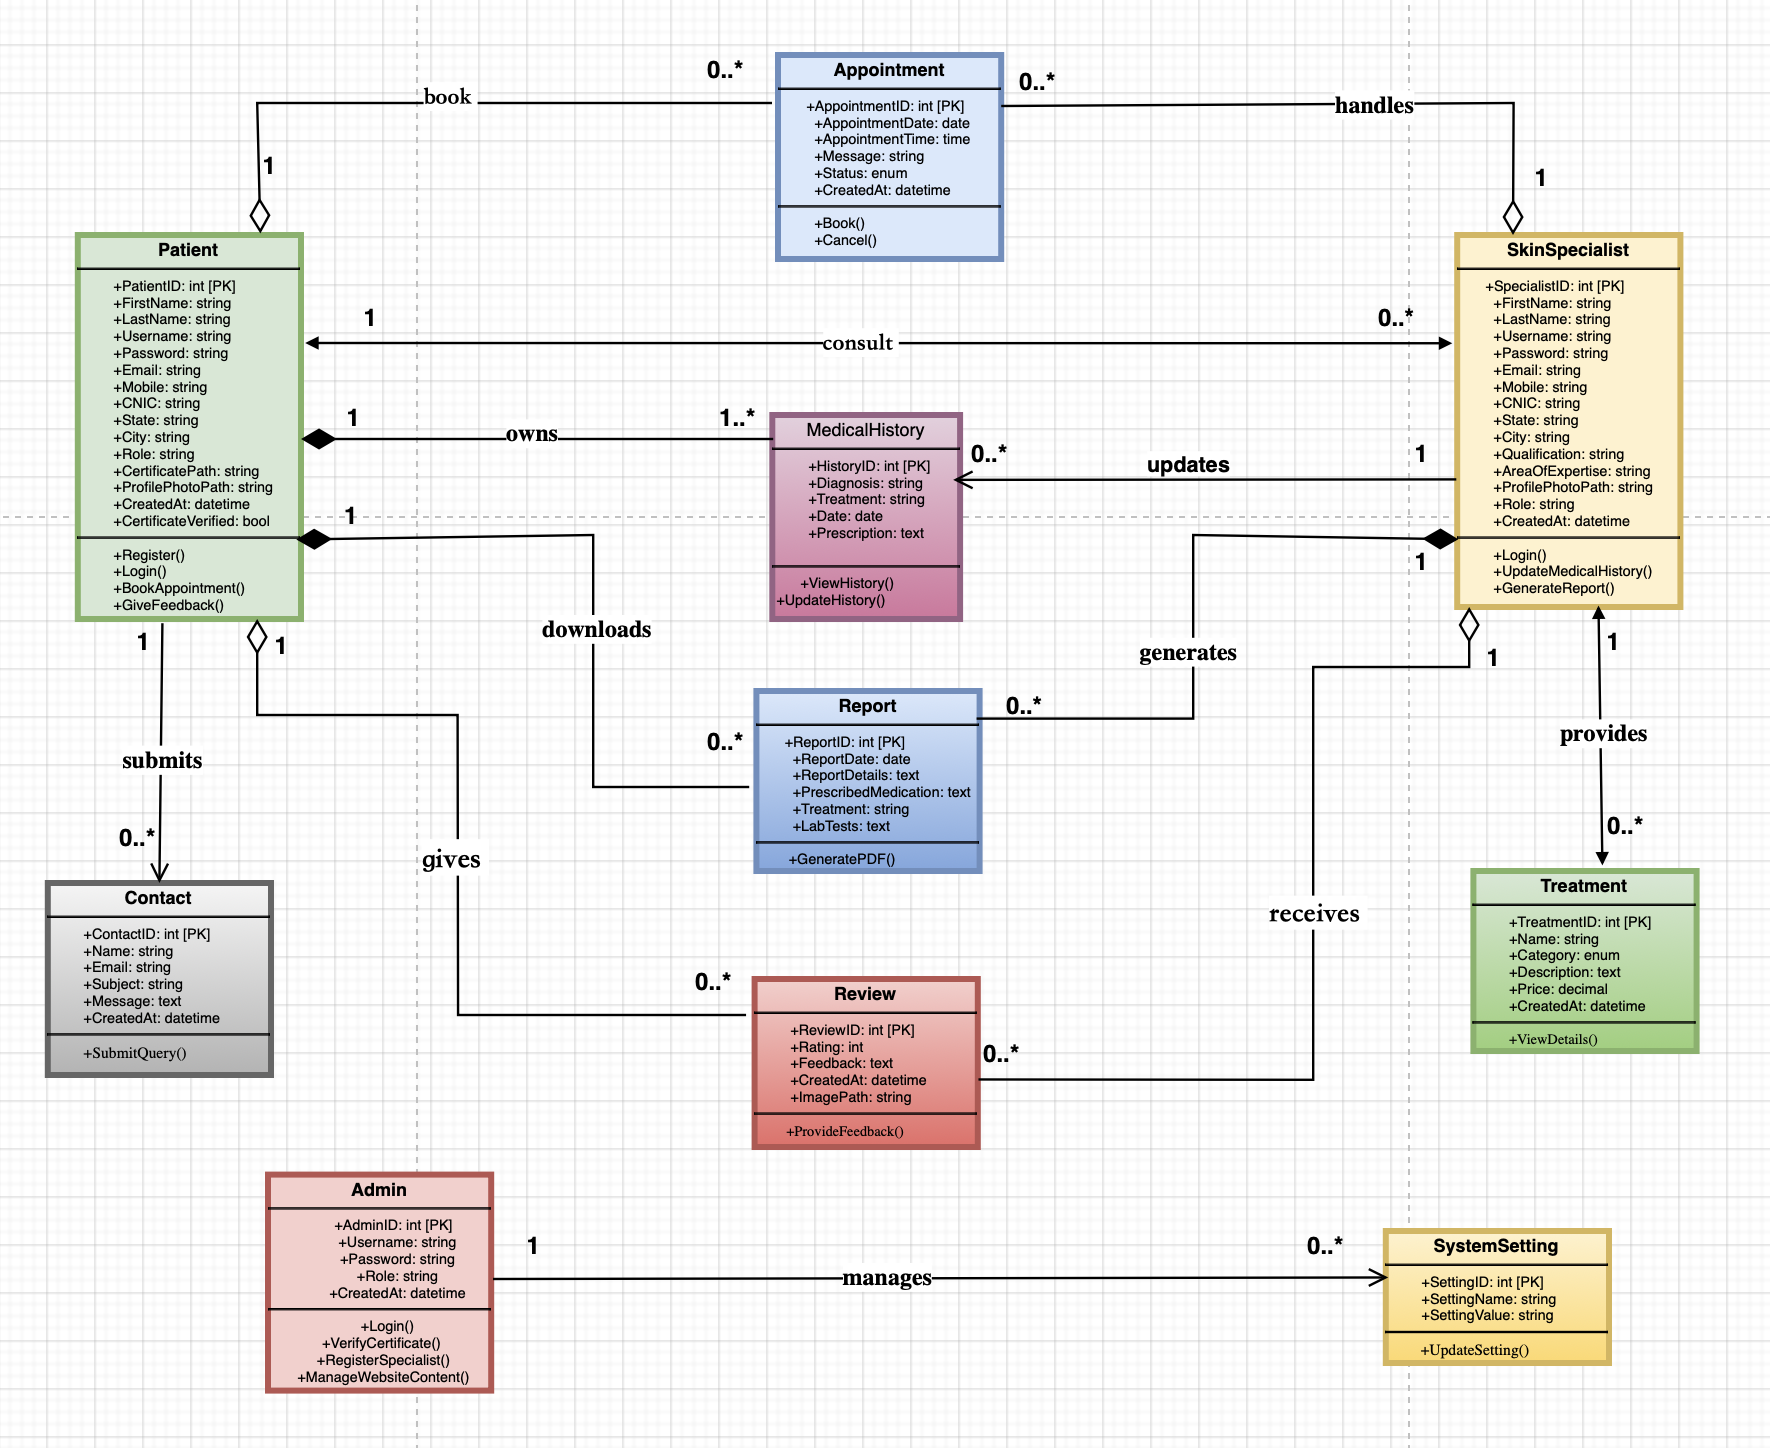 Appointment
+AppointmentID: int [PK]
+AppointmentDate: date
+AppointmentTime: time
+Message: string
+Status: enum
+CreatedAt: datetime
+Book()
+Cancel()
0..*
book
1
0..*
handles
1
Patient
+PatientID: int [PK]
+FirstName: string
+LastName: string
+Username: string
+Password: string
+Email: string
+Mobile: string
+CNIC: string
+State: string
+City: string
+Role: string
+CertificatePath: string
+ProfilePhotoPath: string
+CreatedAt: datetime
+CertificateVerified: bool
+Register()
+Login()
+BookAppointment()
+GiveFeedback()
SkinSpecialist
+SpecialistID: int [PK]
+FirstName: string
+LastName: string
+Username: string
+Password: string
+Email: string
+Mobile: string
+CNIC: string
+State: string
+City: string
+Qualification: string
+AreaOfExpertise: string
+ProfilePhotoPath: string
+Role: string
+CreatedAt: datetime
+Login()
+UpdateMedicalHistory()
+GenerateReport()
1
consult
0..*
1
owns
1..*
MedicalHistory
+HistoryID: int [PK]
+Diagnosis: string
+Treatment: string
+Date: date
+Prescription: text
+ViewHistory()
+UpdateHistory()
0..*
updates
1
1
downloads
0..*
1
generates
0..*
Report
+ReportID: int [PK]
+ReportDate: date
+ReportDetails: text
+PrescribedMedication: text
+Treatment: string
+LabTests: text
+GeneratePDF()
1
submits
0..*
1
gives
0..*
1
receives
0..*
1
provides
0..*
Contact
+ContactID: int [PK]
+Name: string
+Email: string
+Subject: string
+Message: text
+CreatedAt: datetime
+SubmitQuery()
Treatment
+TreatmentID: int [PK]
+Name: string
+Category: enum
+Description: text
+Price: decimal
+CreatedAt: datetime
+ViewDetails()
Review
+ReviewID: int [PK]
+Rating: int
+Feedback: text
+CreatedAt: datetime
+ImagePath: string
+ProvideFeedback()
Admin
+AdminID: int [PK]
+Username: string
+Password: string
+Role: string
+CreatedAt: datetime
+Login()
+VerifyCertificate()
+RegisterSpecialist()
+ManageWebsiteContent()
1
manages
0..*
SystemSetting
+SettingID: int [PK]
+SettingName: string
+SettingValue: string
+UpdateSetting()